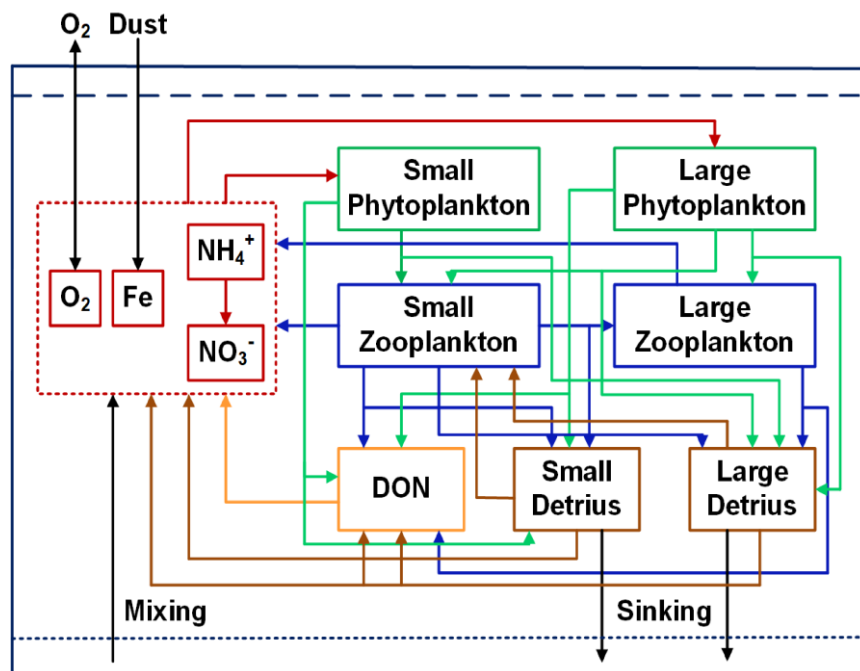 O₂ Dust
Small
Phytoplankton
Large
Phytoplankton
NH₄⁺
O₂
Fe
NO₃⁻
Small
Zooplankton
Large
Zooplankton
DON
Small
Detrius
Large
Detrius
Mixing
Sinking